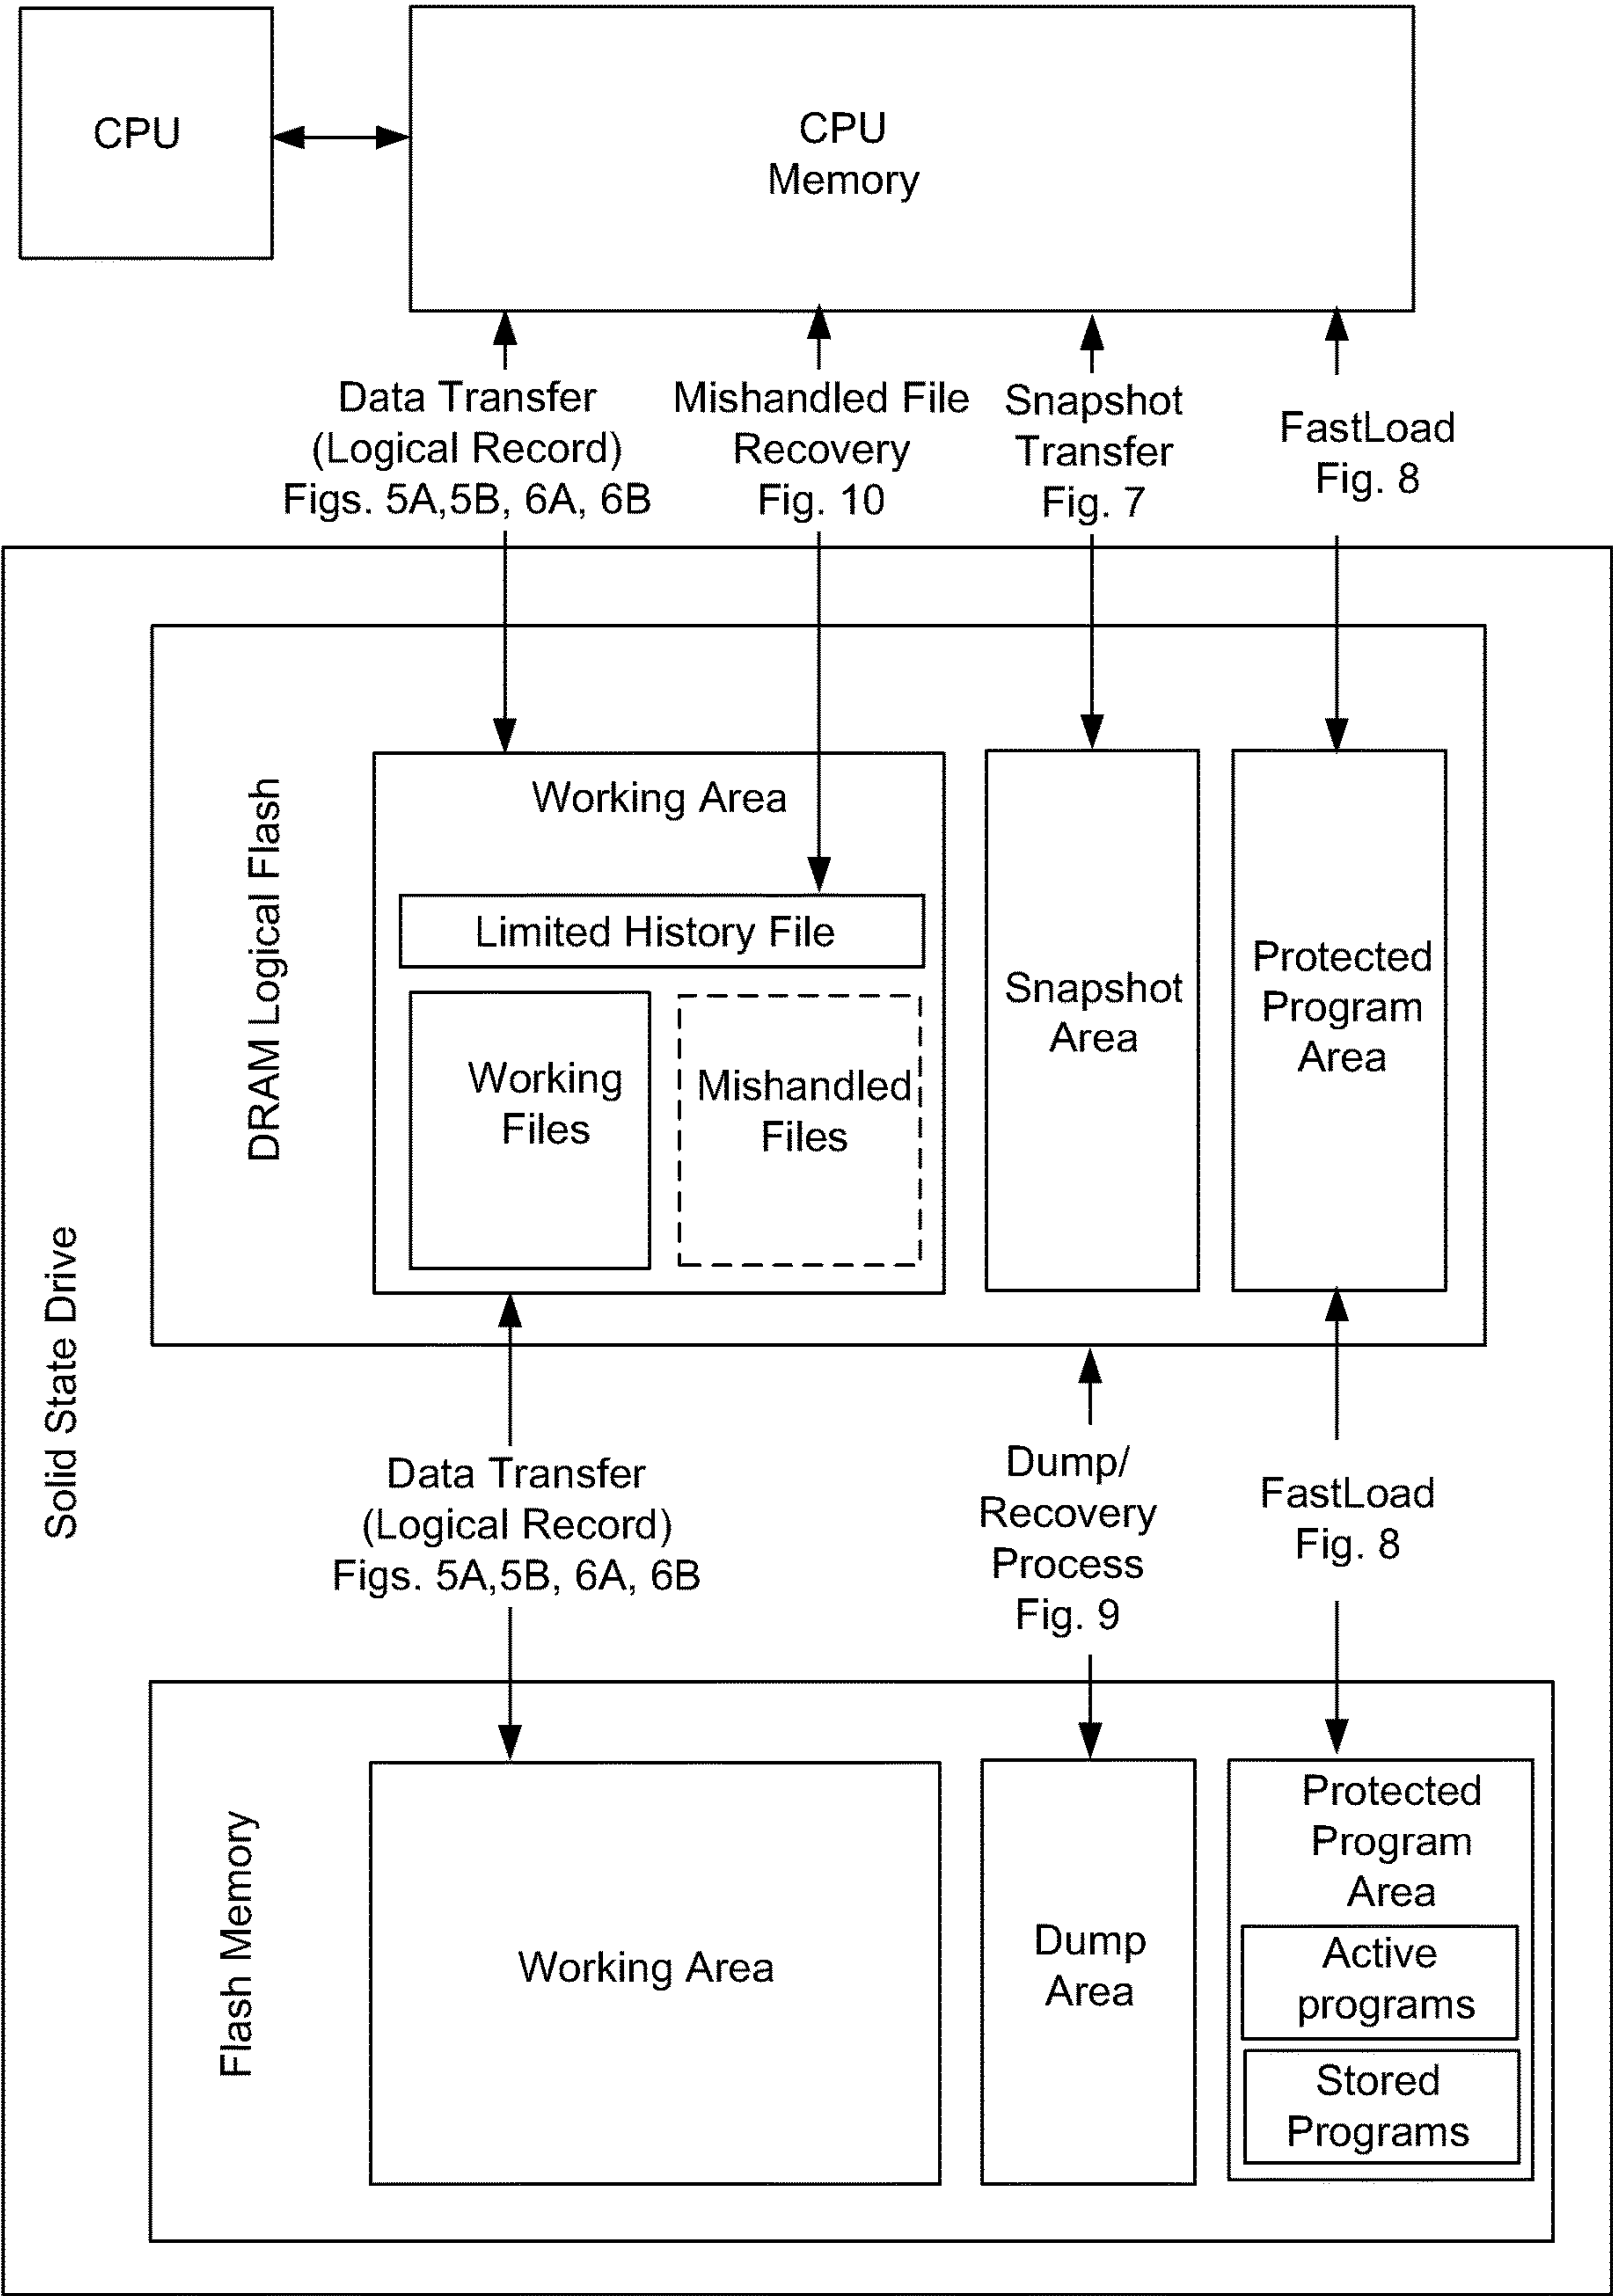 CPU
CPU
Memory
Data Transfer
(Logical Record)
Figs. 5A,5B, 6A, 6B
Mishandled File
Recovery
Fig. 10
Snapshot
Transfer
Fig. 7
FastLoad
Fig. 8
Solid State Drive
DRAM Logical Flash
Working Area
Limited History File
Working
Files
Mishandled
Files
Snapshot
Area
Protected
Program
Area
Data Transfer
(Logical Record)
Figs. 5A,5B, 6A, 6B
Dump/
Recovery
Process
Fig. 9
FastLoad
Fig. 8
Flash Memory
Working Area
Dump
Area
Protected
Program
Area
Active
programs
Stored
Programs